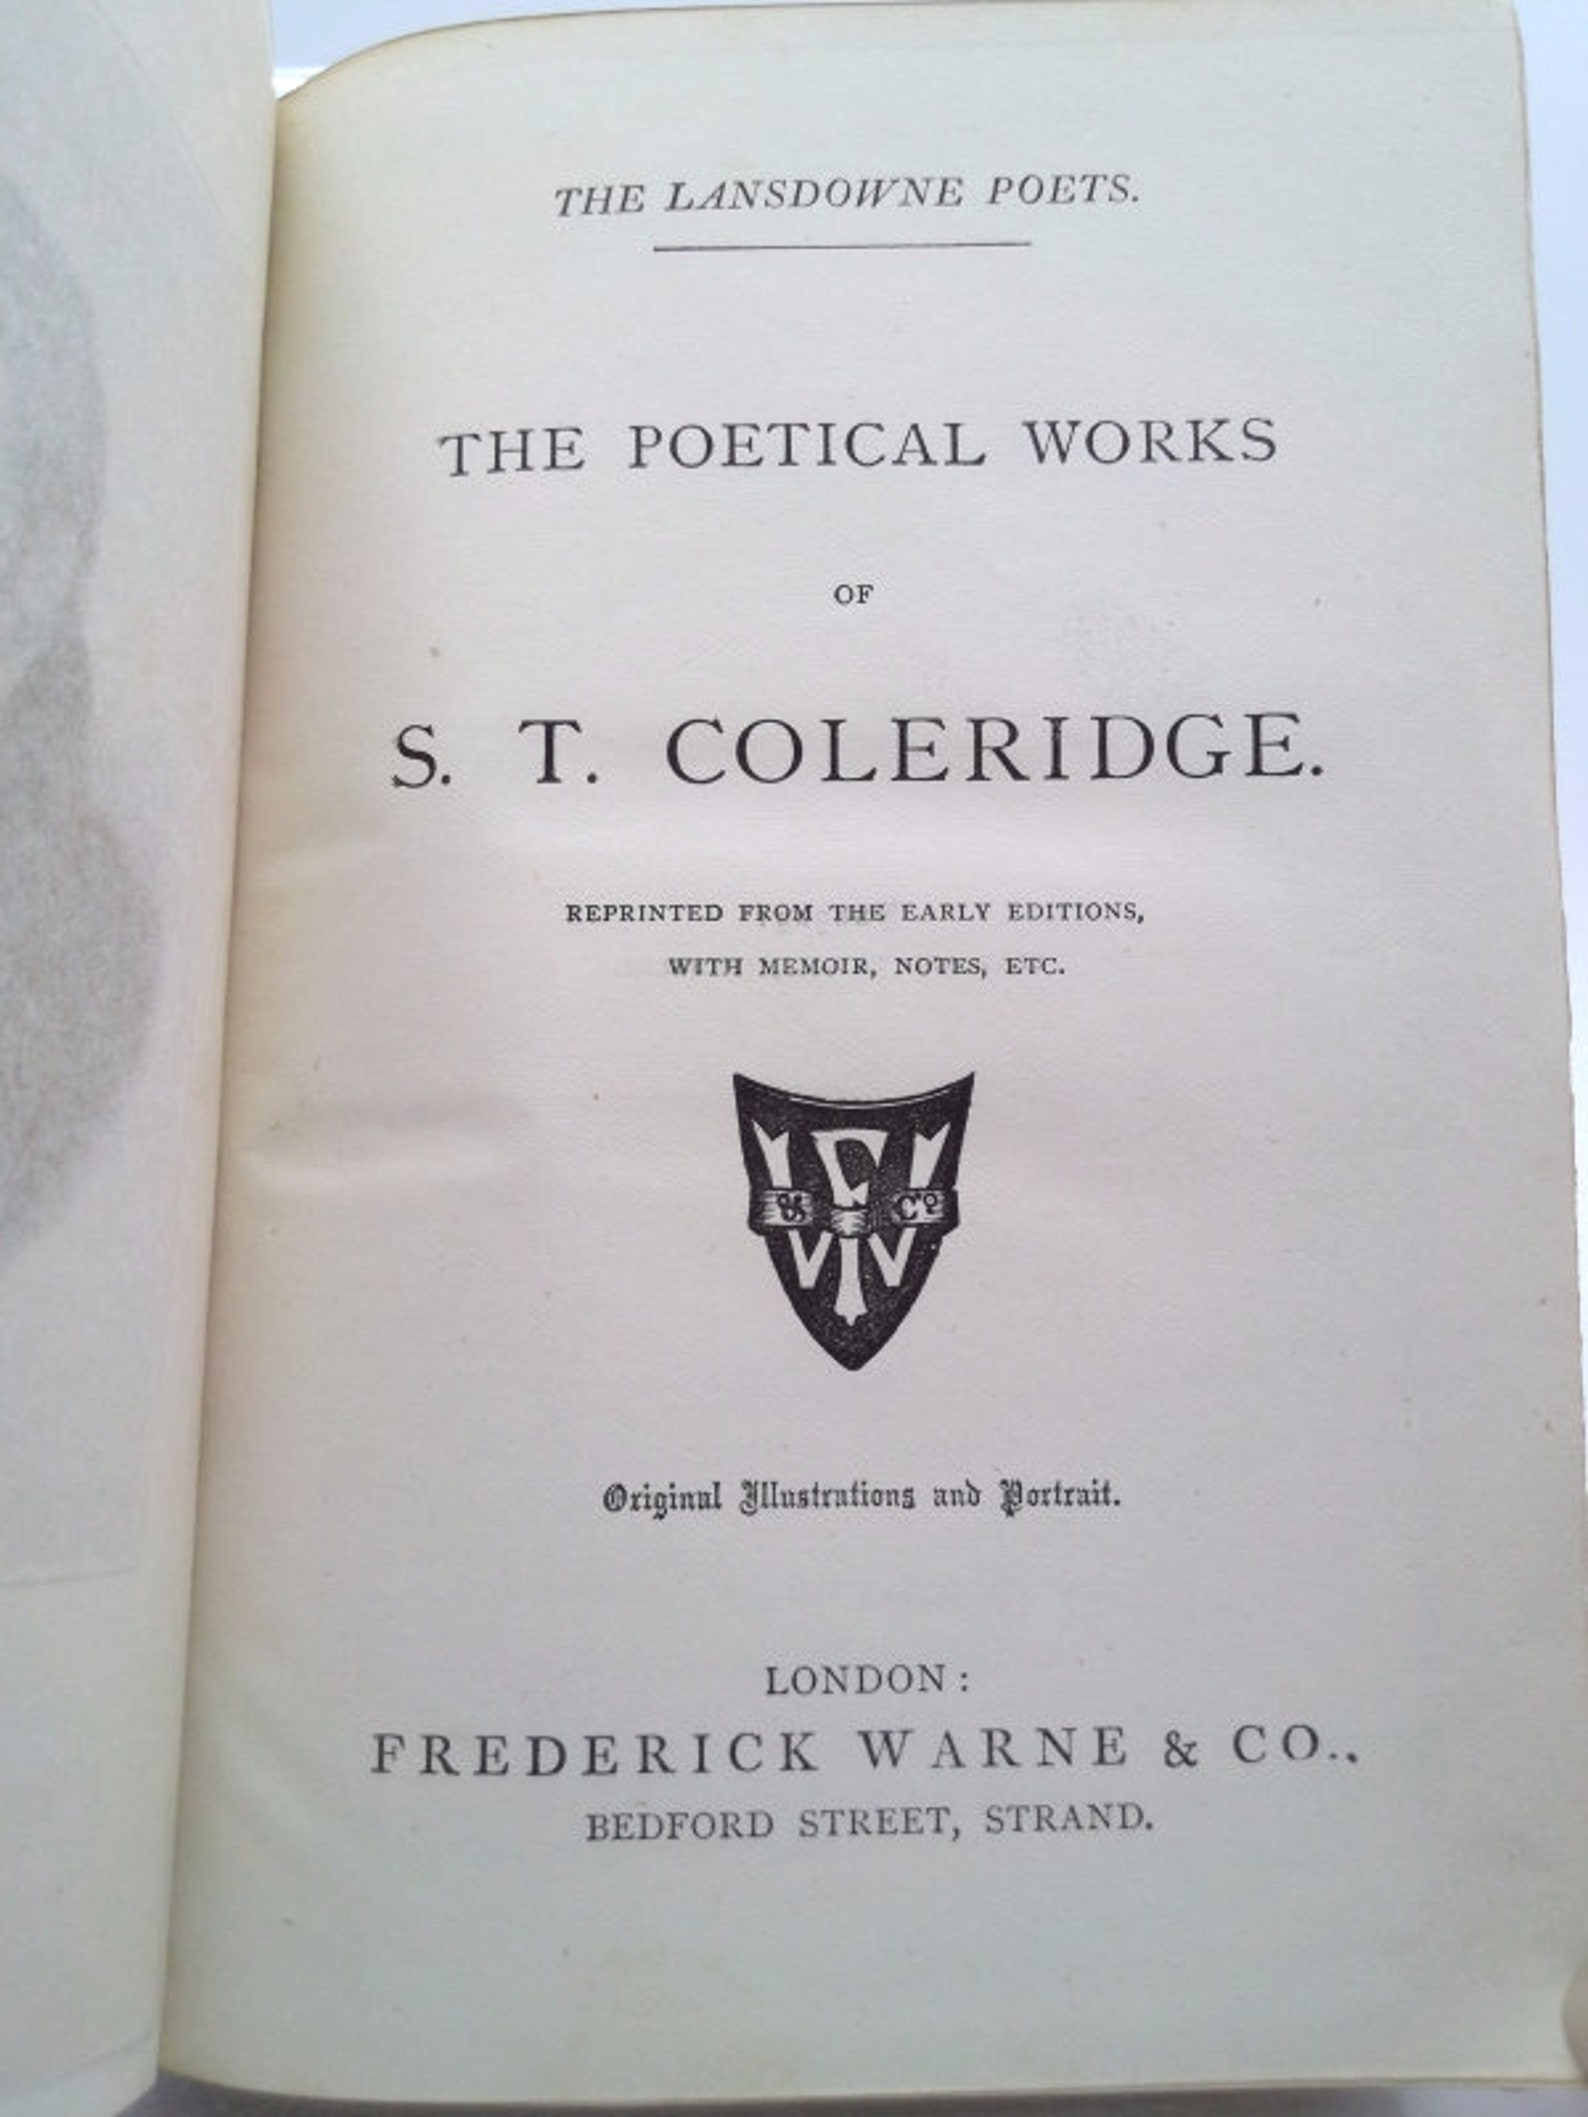 THE LANSDOWNE POETS.
THE POETICAL WORKS
OF
S. T. COLERIDGE.
REPRINTED FROM THE EARLY EDITIONS,
WITH MEMOIR, NOTES, ETC.
F
& Co
W
Original Illustrations and Portrait.
LONDON:
FREDERICK WARNE & CO.,
BEDFORD STREET, STRAND.